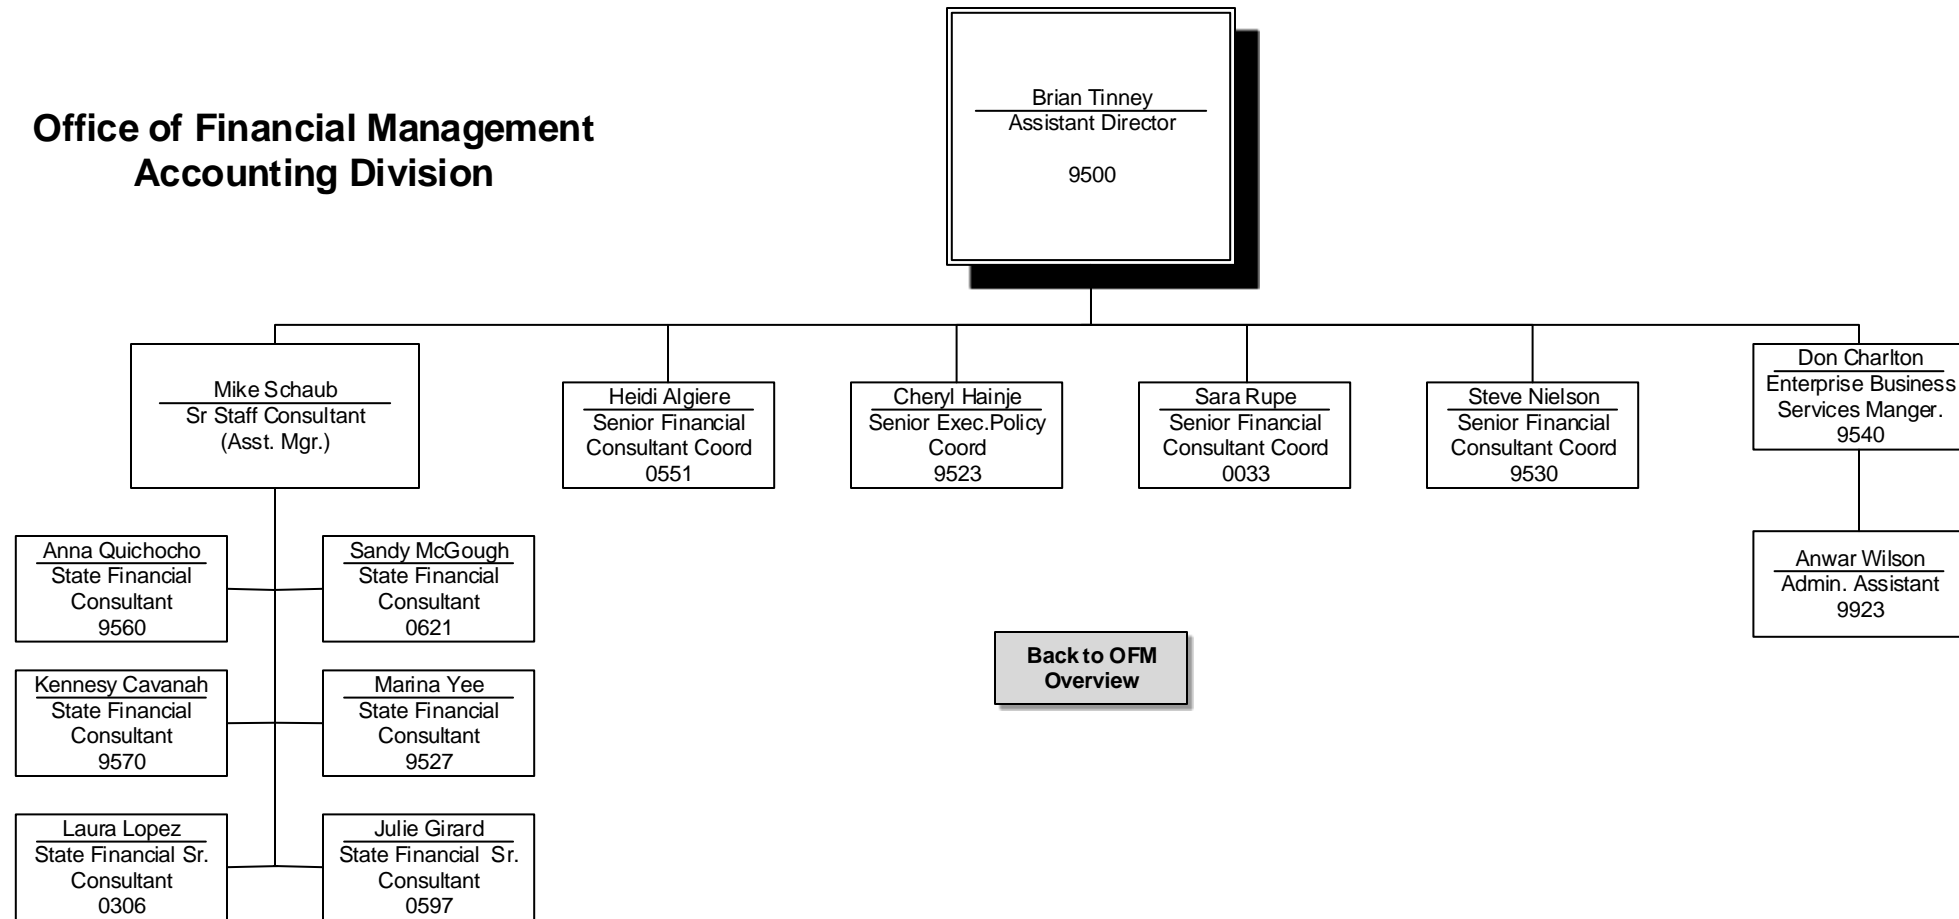 Office of Financial Management
Accounting Division
Brian Tinney
Assistant Director
9500
Mike Schaub
Sr Staff Consultant
(Asst. Mgr.)
Heidi Algiere
Senior Financial
Consultant Coord
0551
Cheryl Hainje
Senior Exec.Policy
Coord
9523
Sara Rupe
Senior Financial
Consultant Coord
0033
Steve Nielson
Senior Financial
Consultant Coord
9530
Don Charlton
Enterprise Business
Services Manger.
9540
Anna Quichocho
State Financial
Consultant
9560
Sandy McGough
State Financial
Consultant
0621
Anwar Wilson
Admin. Assistant
9923
Back to OFM
Overview
Kennesy Cavanah
State Financial
Consultant
9570
Marina Yee
State Financial
Consultant
9527
Laura Lopez
State Financial Sr.
Consultant
0306
Julie Girard
State Financial Sr.
Consultant
0597